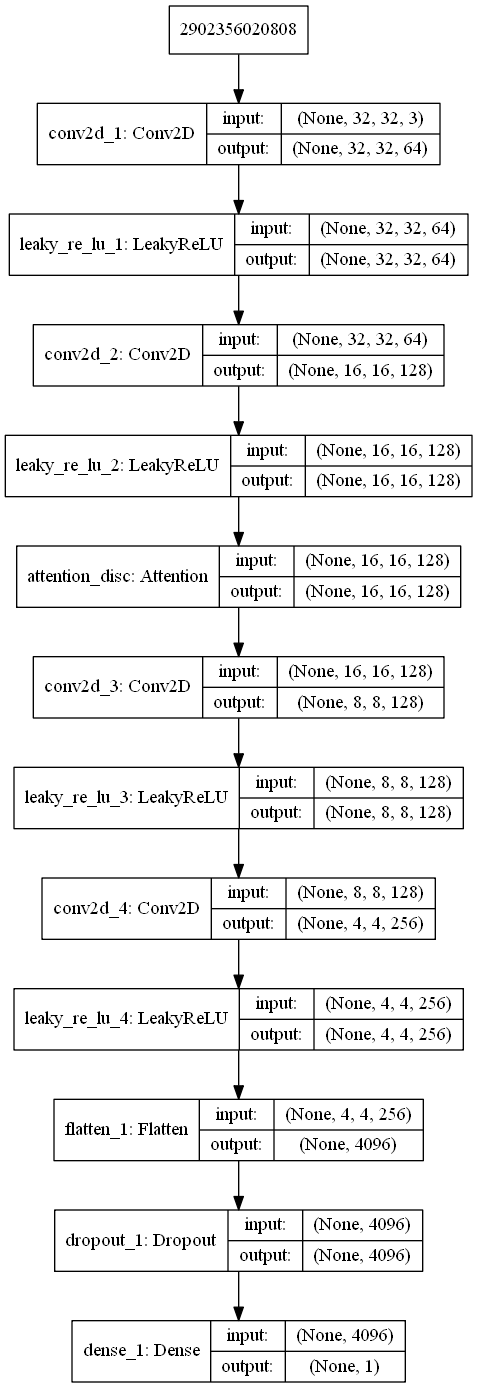 2902356020808
conv2d_1: Conv2D
input: (None, 32, 32, 3)
output: (None, 32, 32, 64)
leaky_re_lu_1: LeakyReLU
input: (None, 32, 32, 64)
output: (None, 32, 32, 64)
conv2d_2: Conv2D
input: (None, 32, 32, 64)
output: (None, 16, 16, 128)
leaky_re_lu_2: LeakyReLU
input: (None, 16, 16, 128)
output: (None, 16, 16, 128)
attention_disc: Attention
input: (None, 16, 16, 128)
output: (None, 16, 16, 128)
conv2d_3: Conv2D
input: (None, 16, 16, 128)
output: (None, 8, 8, 128)
leaky_re_lu_3: LeakyReLU
input: (None, 8, 8, 128)
output: (None, 8, 8, 128)
conv2d_4: Conv2D
input: (None, 8, 8, 128)
output: (None, 4, 4, 256)
leaky_re_lu_4: LeakyReLU
input: (None, 4, 4, 256)
output: (None, 4, 4, 256)
flatten_1: Flatten
input: (None, 4, 4, 256)
output: (None, 4096)
dropout_1: Dropout
input: (None, 4096)
output: (None, 4096)
dense_1: Dense
input: (None, 4096)
output: (None, 1)